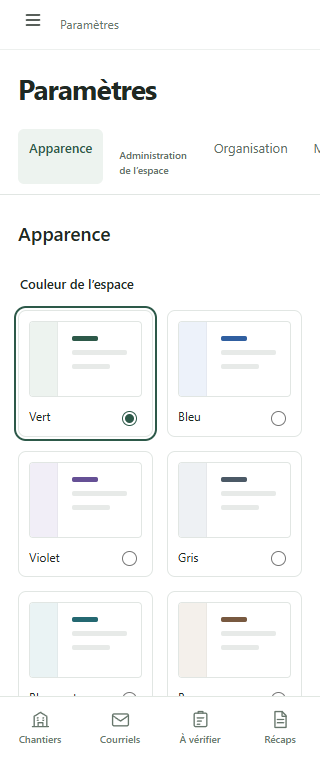 Paramètres
Paramètres
Apparence
Administration
de l'espace
Organisation
Apparence
Couleur de l'espace
Vert
Bleu
Violet
Gris
Chantiers
Courriels
À vérifier
Récaps